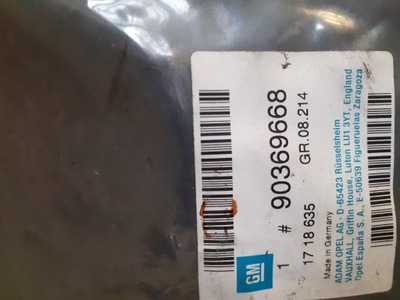 GM
1 # 90369668
17 18 635 GR.08.214
Made in Germany
ADAM OPEL AG · D-65423 Rüsselsheim
VAUXHALL, Griffin House, Luton LU1 3YT, England
Opel España S. A., E-50639 Figueruelas Zaragoza